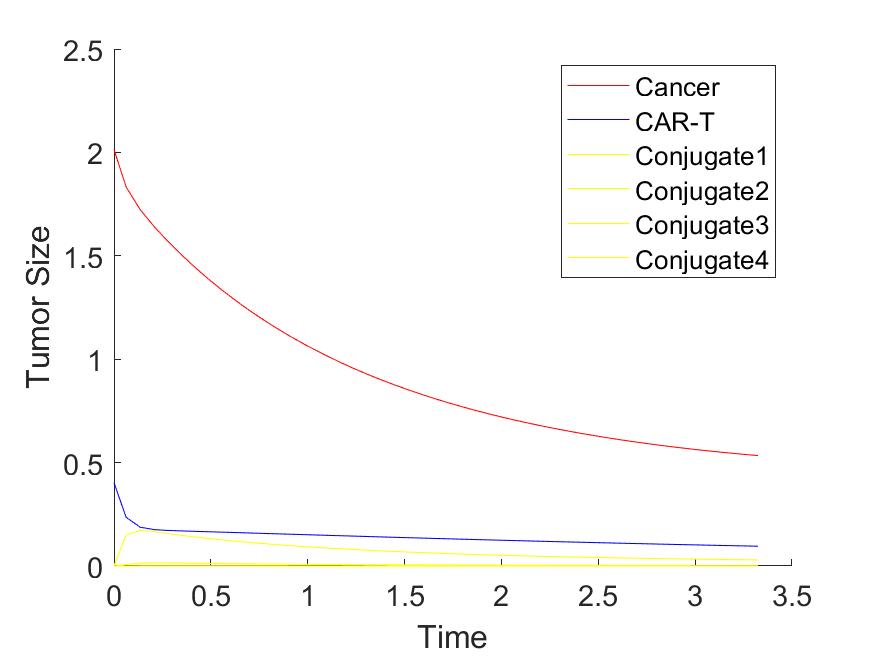 2.5
2
1.5
1
0.5
0
Tumor Size
Cancer
CAR-T
Conjugate1
Conjugate2
Conjugate3
Conjugate4
0 0.5 1 1.5 2 2.5 3 3.5
Time